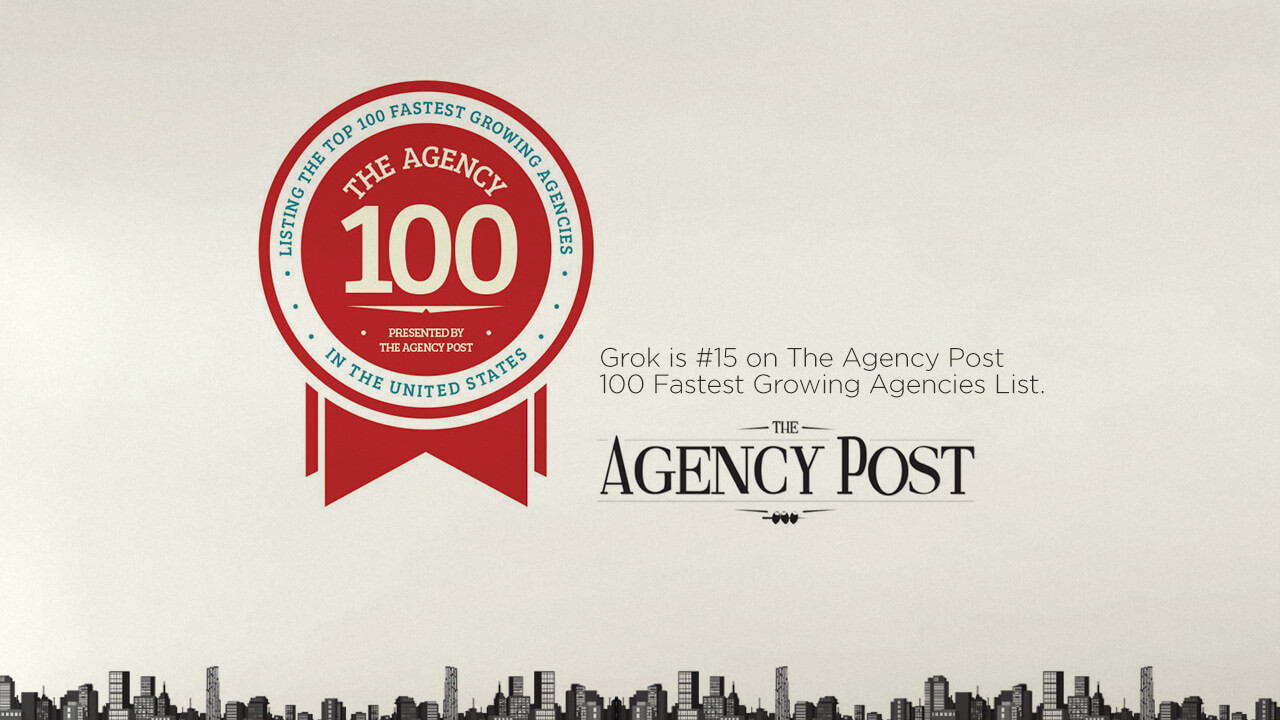 LISTING THE TOP 100 FASTEST GROWING AGENCIES
THE AGENCY
100
PRESENTED BY
THE AGENCY POST
IN THE UNITED STATES
Grok is #15 on The Agency Post
100 Fastest Growing Agencies List.
THE
AGENCY POST